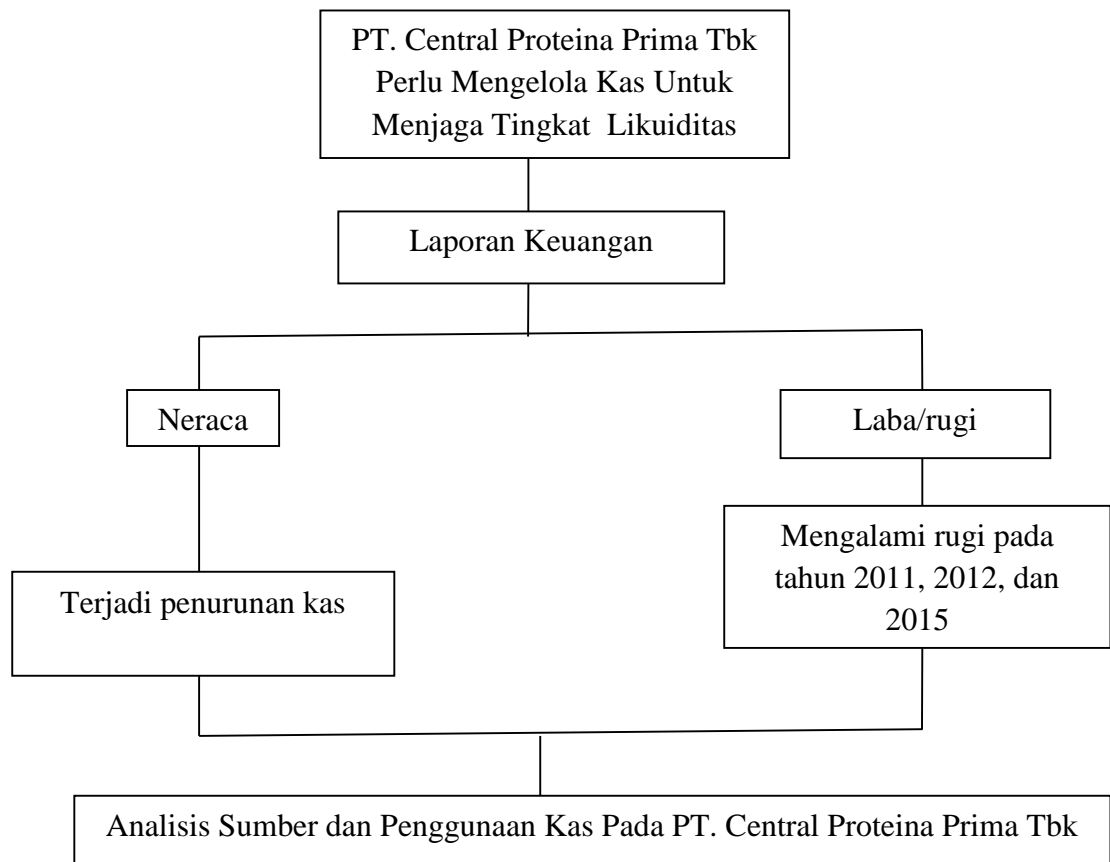 PT. Central Proteina Prima Tbk
Perlu Mengelola Kas Untuk
Menjaga Tingkat Likuiditas
Laporan Keuangan
Neraca
Laba/rugi
Terjadi penurunan kas
Mengalami rugi pada
tahun 2011, 2012, dan
2015
Analisis Sumber dan Penggunaan Kas Pada PT. Central Proteina Prima Tbk